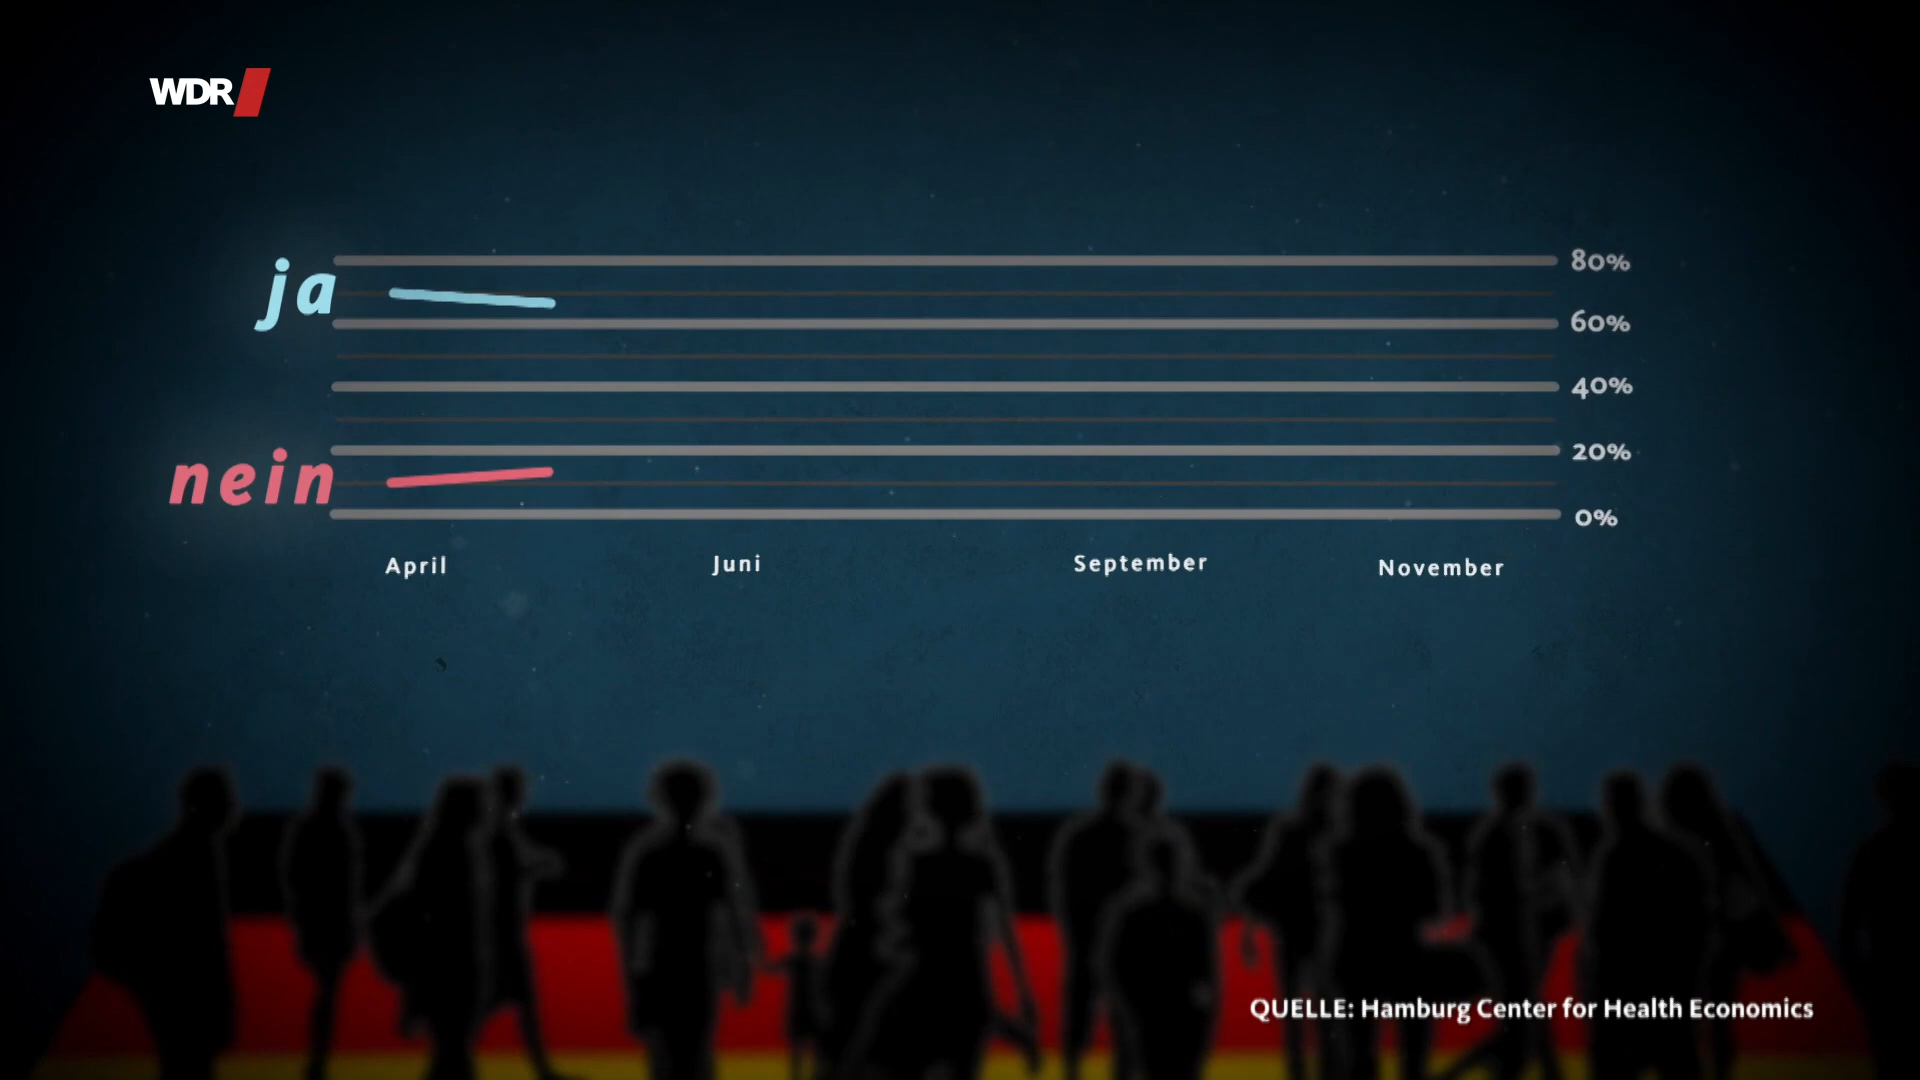 WDR
ja
nein
80%
60%
40%
20%
0%
April Juni September November
QUELLE: Hamburg Center for Health Economics